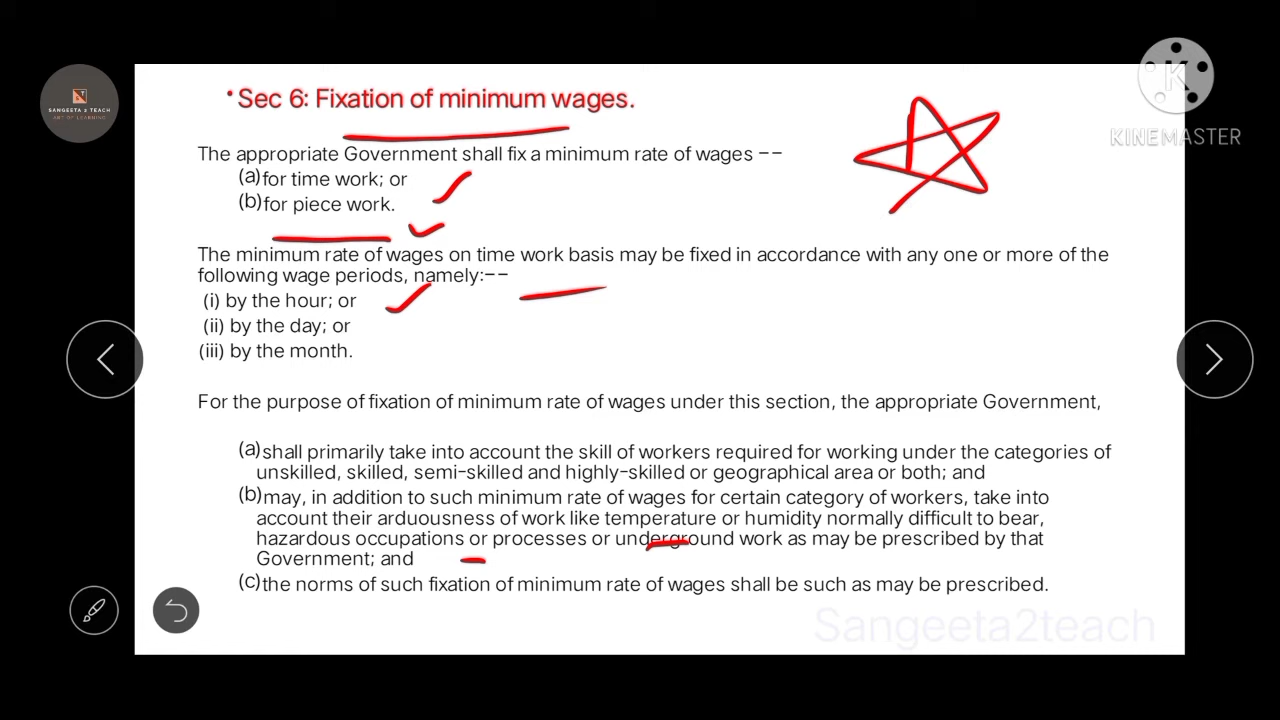 SANGEETA 2 TEACH
ART OF LEARNING
K
KINEMASTER
• Sec 6: Fixation of minimum wages.
The appropriate Government shall fix a minimum rate of wages --
(a) for time work; or
(b) for piece work.
The minimum rate of wages on time work basis may be fixed in accordance with any one or more of the
following wage periods, namely:--
(i) by the hour; or
(ii) by the day; or
(iii) by the month.
For the purpose of fixation of minimum rate of wages under this section, the appropriate Government,
(a) shall primarily take into account the skill of workers required for working under the categories of
unskilled, skilled, semi-skilled and highly-skilled or geographical area or both; and
(b) may, in addition to such minimum rate of wages for certain category of workers, take into
account their arduousness of work like temperature or humidity normally difficult to bear,
hazardous occupations or processes or underground work as may be prescribed by that
Government; and
(c) the norms of such fixation of minimum rate of wages shall be such as may be prescribed.
Sangeeta2teach